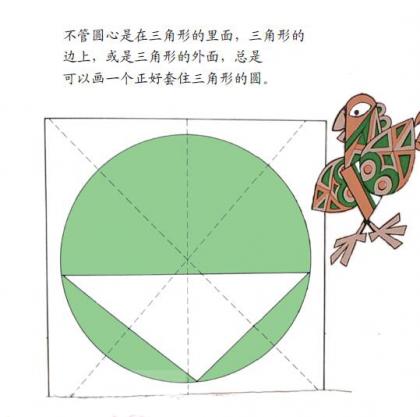 不管圆心是在三角形的里面，三角形的
边上，或是三角形的外面，总是
可以画一个正好套住三角形的圆。